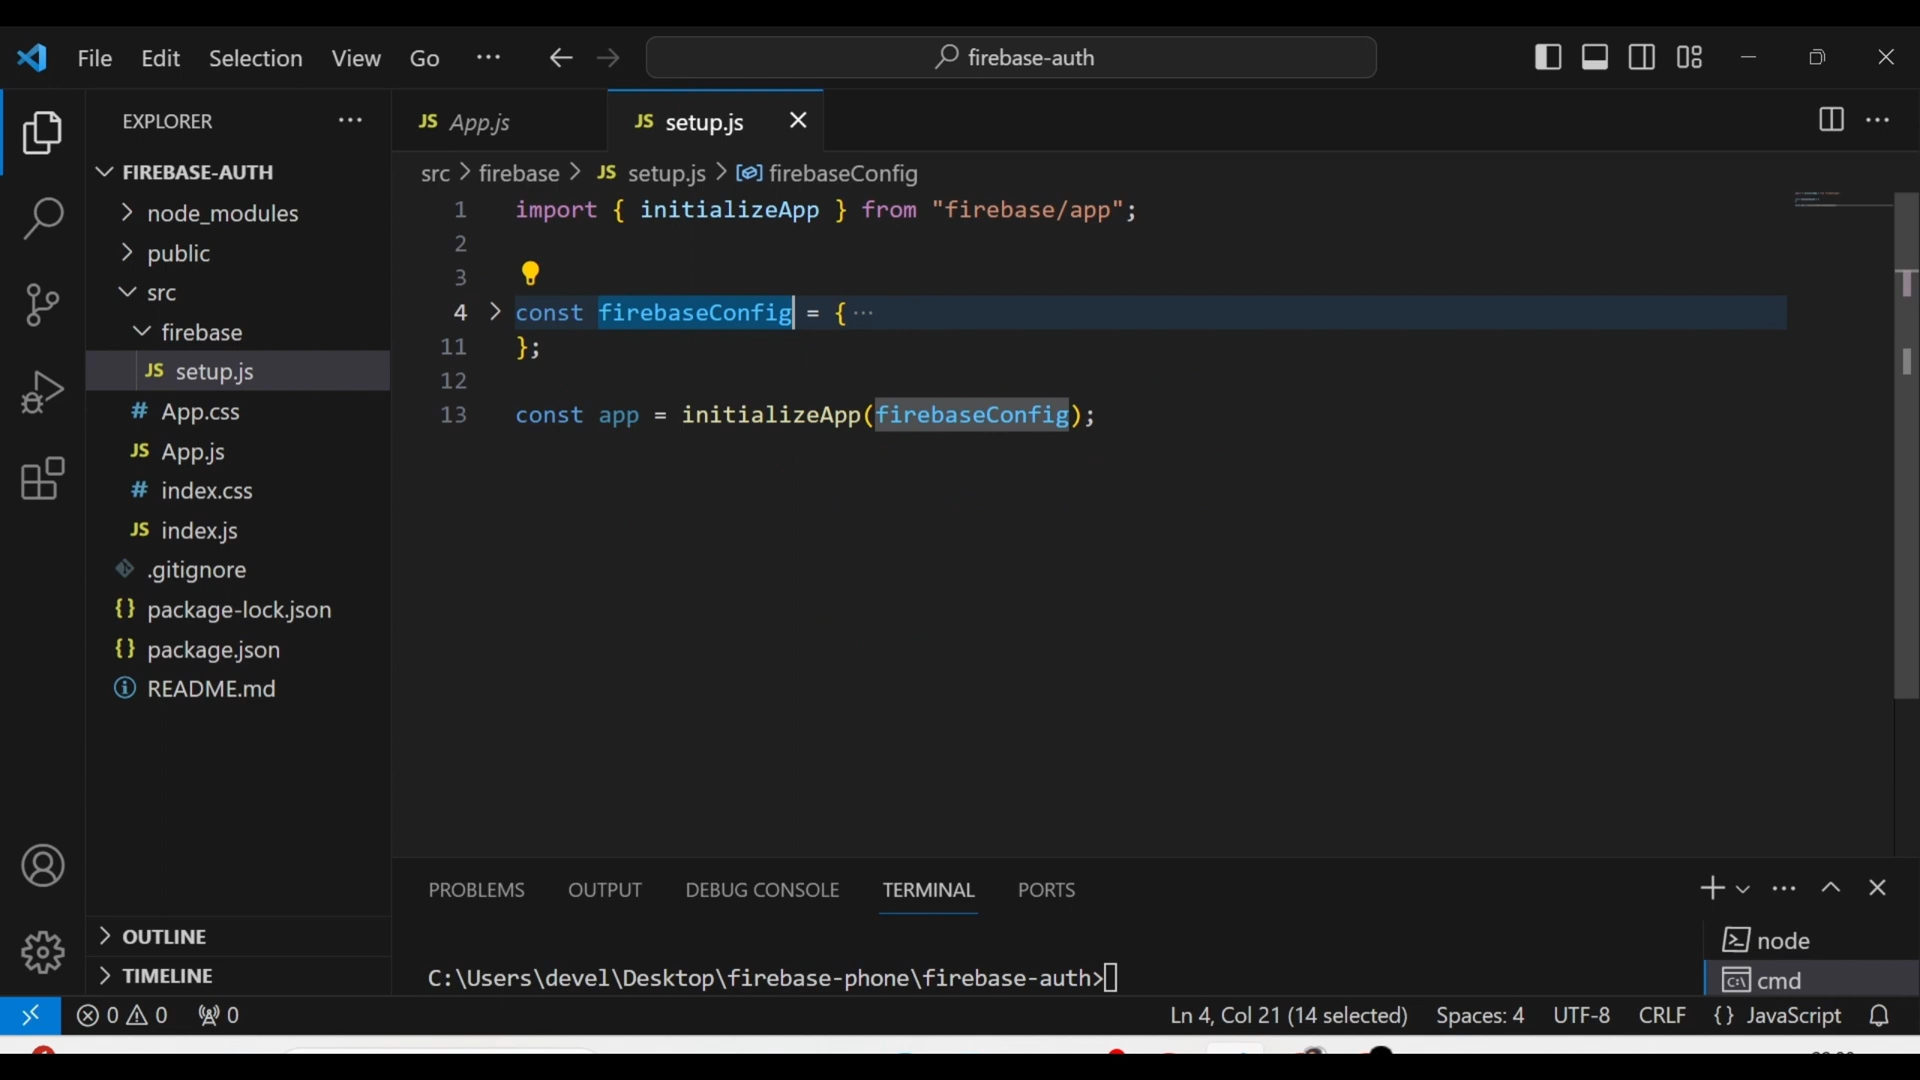 File Edit Selection View Go ··· firebase-auth
EXPLORER ···
FIREBASE-AUTH
node_modules
public
src
firebase
JS setup.js
# App.css
JS App.js
# index.css
JS index.js
.gitignore
{} package-lock.json
{} package.json
README.md
OUTLINE
TIMELINE
JS App.js JS setup.js
src > firebase > JS setup.js > firebaseConfig
1 import { initializeApp } from "firebase/app";
2
3
4 const firebaseConfig = { ···
11 };
12
13 const app = initializeApp(firebaseConfig);
PROBLEMS OUTPUT DEBUG CONSOLE TERMINAL PORTS
C:\Users\devel\Desktop\firebase-phone\firebase-auth>
node
cmd
0 0 0 Ln 4, Col 21 (14 selected) Spaces: 4 UTF-8 CRLF {} JavaScript